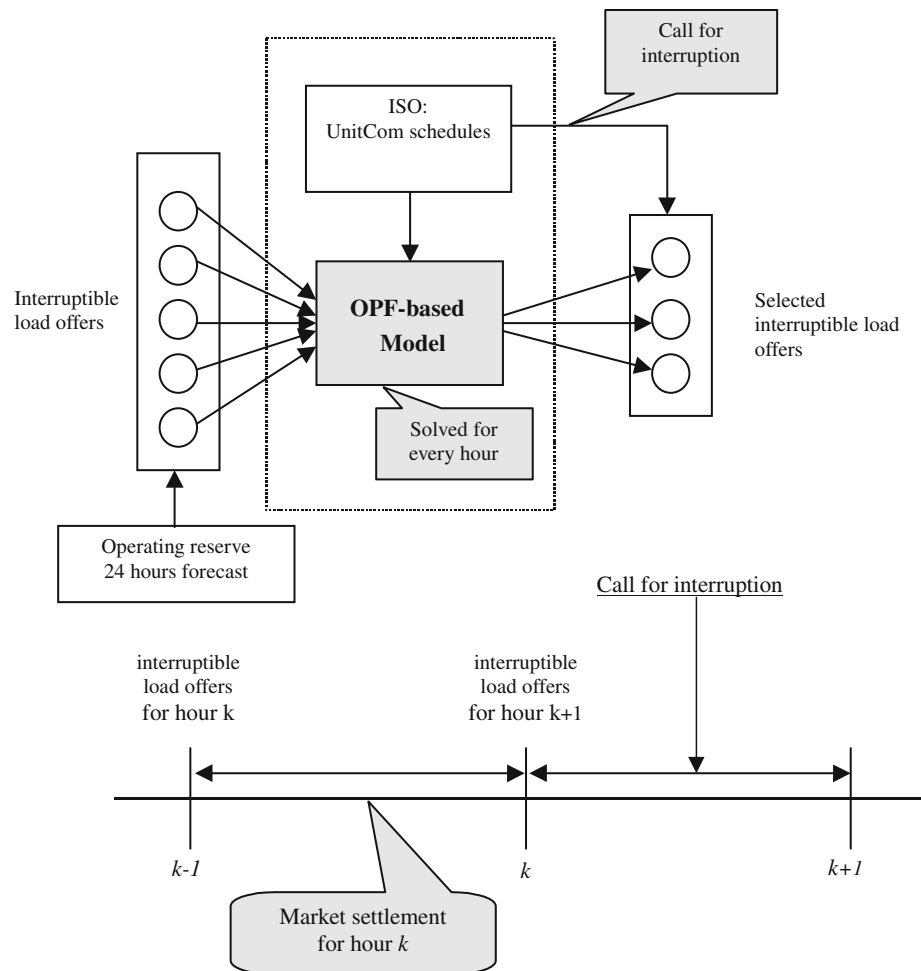 Call for
interruption
ISO:
UnitCom schedules
Interruptible
load offers
OPF-based
Model
Selected
interruptible load
offers
Solved for
every hour
Operating reserve
24 hours forecast
Call for interruption
interruptible
load offers
for hour k
interruptible
load offers
for hour k+1
k-1
k
k+1
Market settlement
for hour k